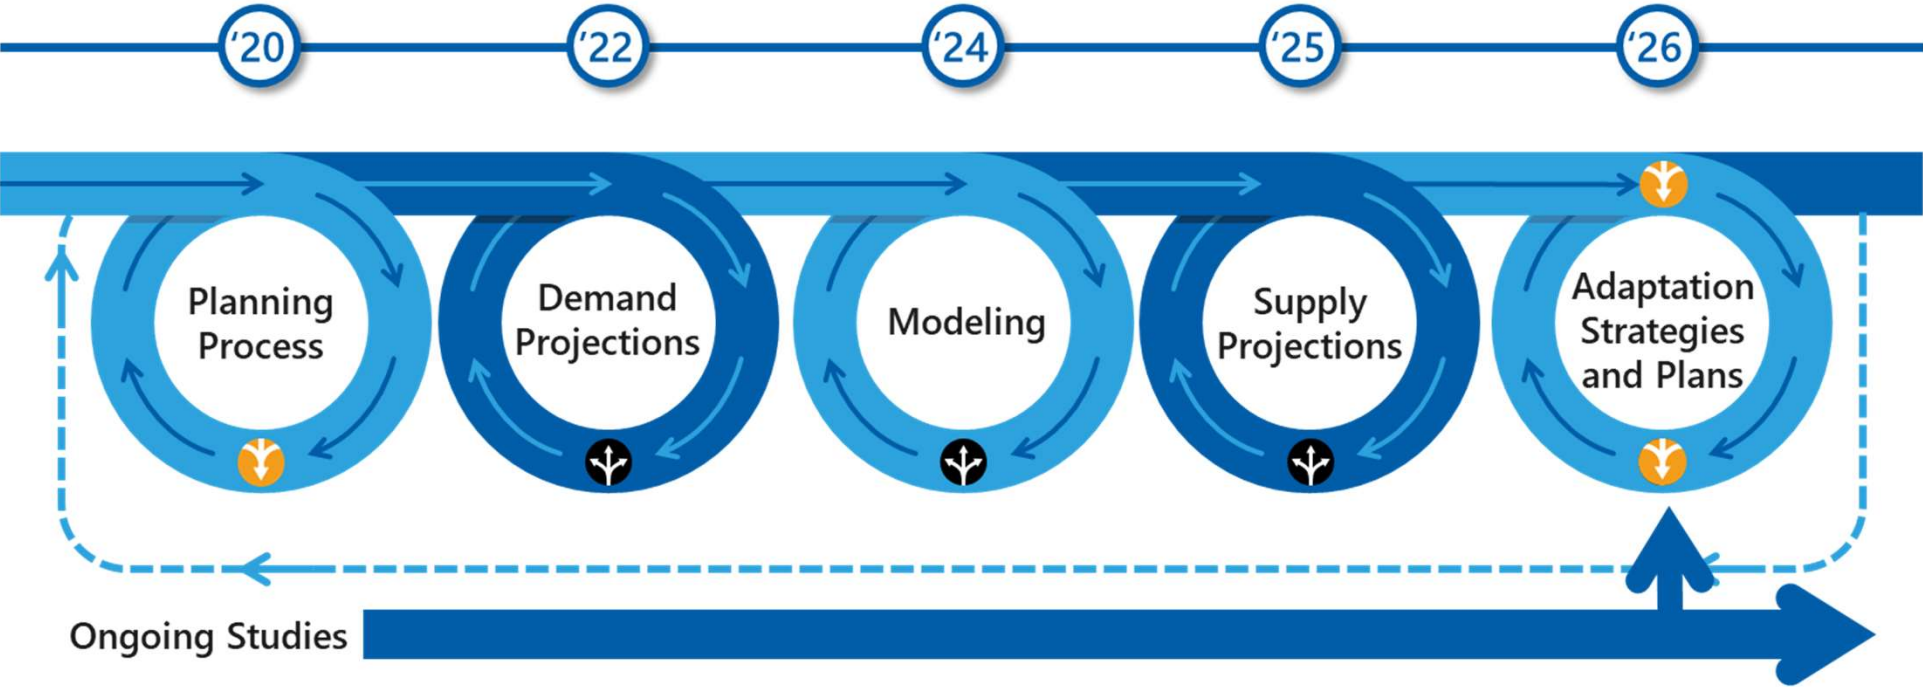 ‘20
‘22
‘24
‘25
‘26
Planning
Process
Demand
Projections
Modeling
Supply
Projections
Adaptation
Strategies
and Plans
Ongoing Studies